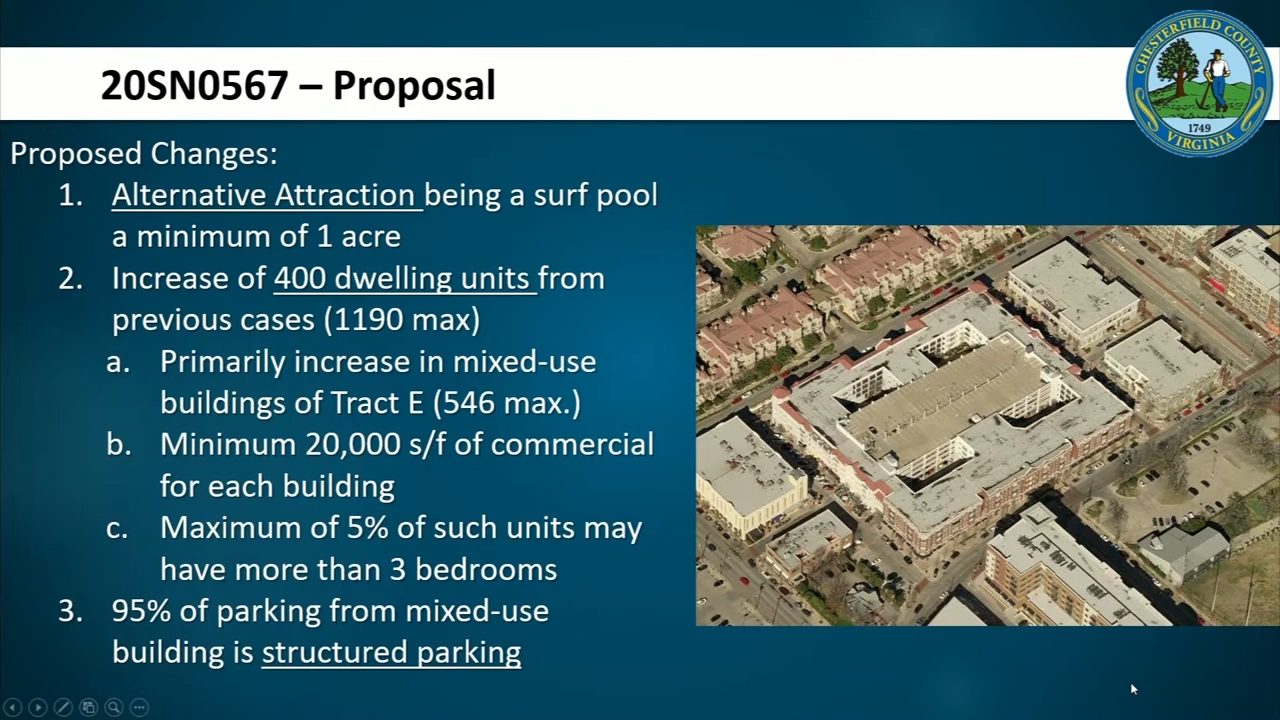 20SN0567 – Proposal
CHESTERFIELD COUNTY
1749
VIRGINIA
Proposed Changes:
1. Alternative Attraction being a surf pool
a minimum of 1 acre
2. Increase of 400 dwelling units from
previous cases (1190 max)
a. Primarily increase in mixed-use
buildings of Tract E (546 max.)
b. Minimum 20,000 s/f of commercial
for each building
c. Maximum of 5% of such units may
have more than 3 bedrooms
3. 95% of parking from mixed-use
building is structured parking